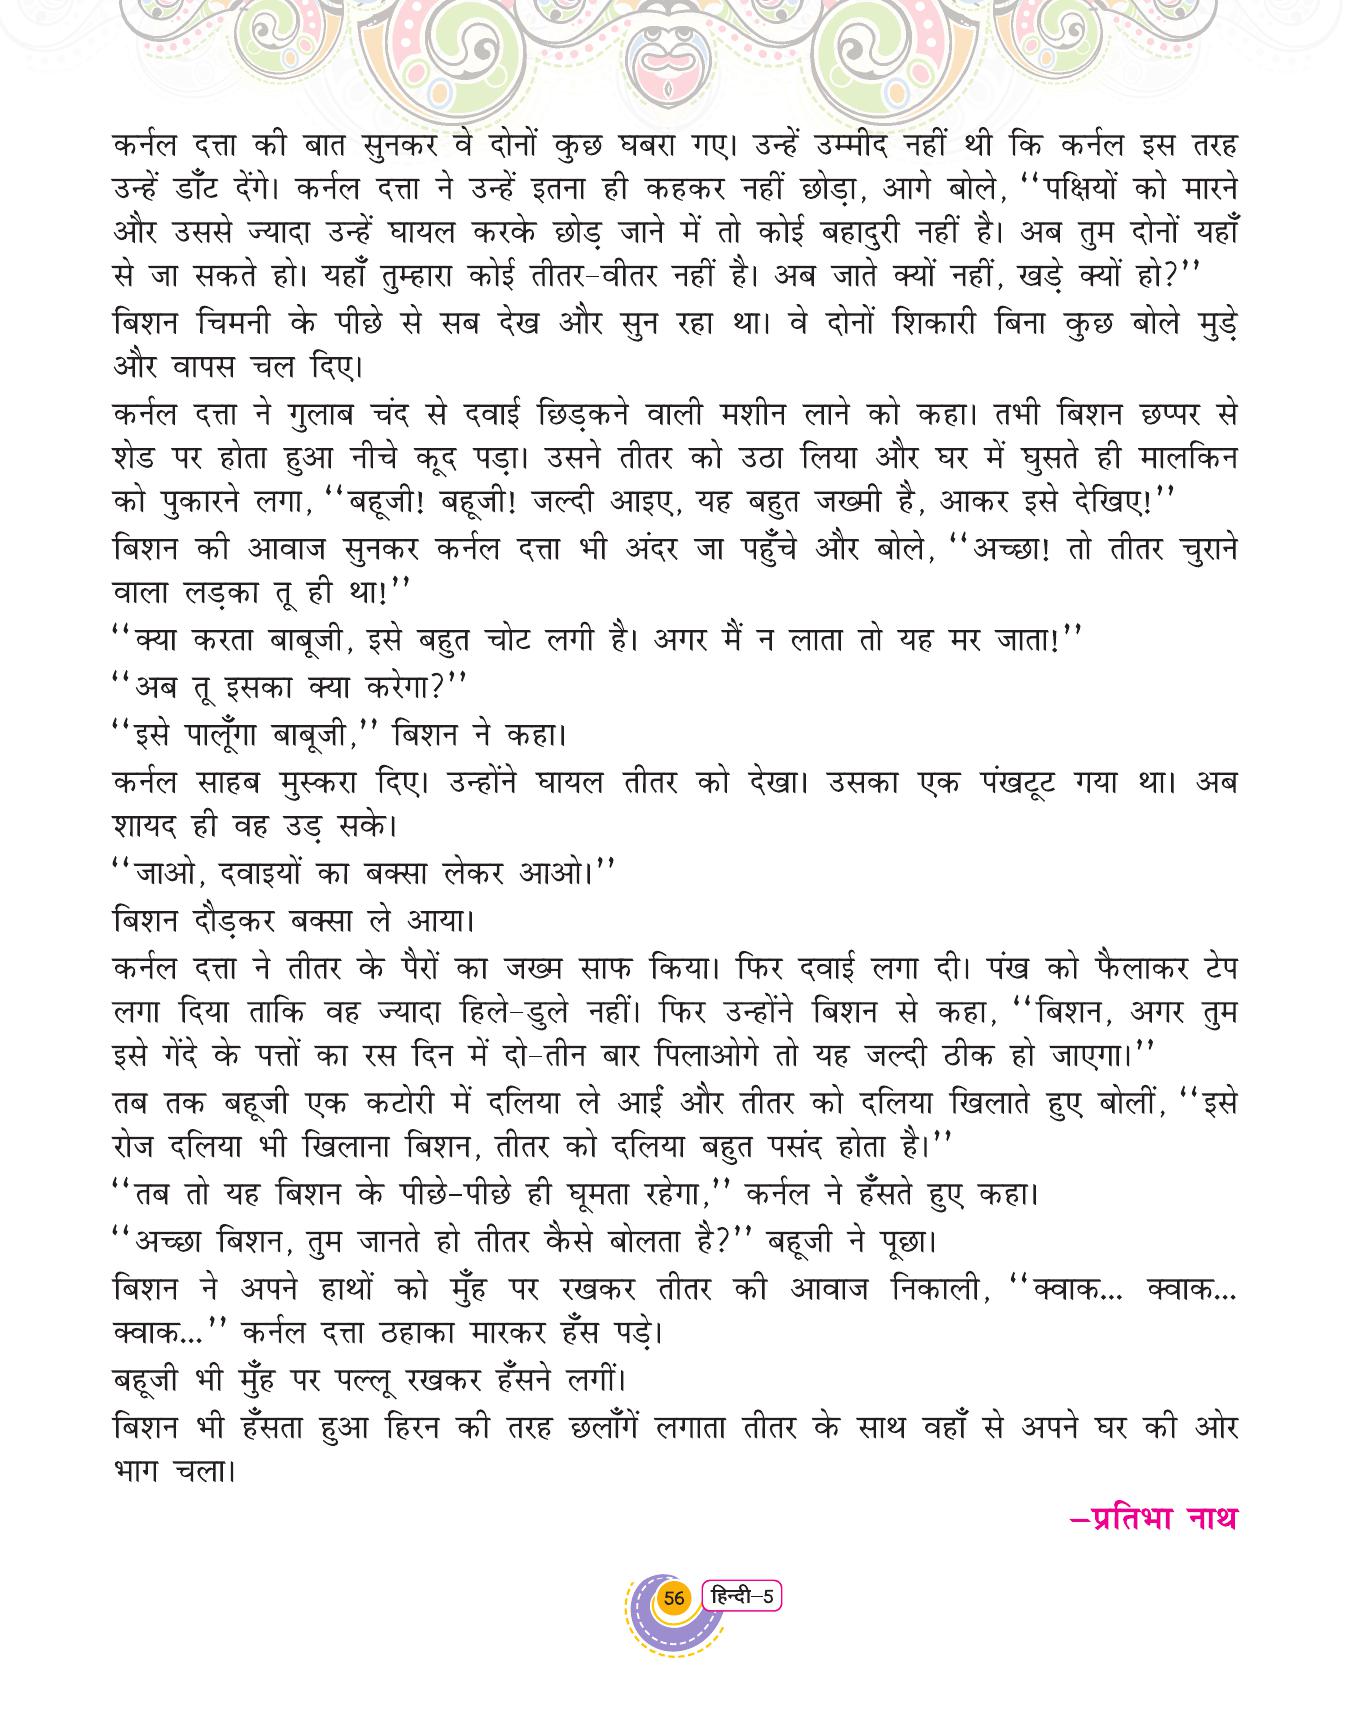 कर्नल दत्ता की बात सुनकर वे दोनों कुछ घबरा गए। उन्हें उम्मीद नहीं थी कि कर्नल इस तरह
उन्हें डाँट देंगे। कर्नल दत्ता ने उन्हें इतना ही कहकर नहीं छोड़ा, आगे बोले, ‘‘पक्षियों को मारने
और उससे ज्यादा उन्हें घायल करके छोड़ जाने में तो कोई बहादुरी नहीं है। अब तुम दोनों यहाँ
से जा सकते हो। यहाँ तुम्हारा कोई तीतर-वीतर नहीं है। अब जाते क्यों नहीं, खड़े क्यों हो?’’
बिशन चिमनी के पीछे से सब देख और सुन रहा था। वे दोनों शिकारी बिना कुछ बोले मुड़े
और वापस चल दिए।
कर्नल दत्ता ने गुलाब चंद से दवाई छिड़कने वाली मशीन लाने को कहा। तभी बिशन छप्पर से
शेड पर होता हुआ नीचे कूद पड़ा। उसने तीतर को उठा लिया और घर में घुसते ही मालकिन
को पुकारने लगा, ‘‘बहूजी! बहूजी! जल्दी आइए, यह बहुत जख्मी है, आकर इसे देखिए!’’
बिशन की आवाज सुनकर कर्नल दत्ता भी अंदर जा पहुँचे और बोले, ‘‘अच्छा! तो तीतर चुराने
वाला लड़का तू ही था!’’
‘‘क्या करता बाबूजी, इसे बहुत चोट लगी है। अगर मैं न लाता तो यह मर जाता!’’
‘‘अब तू इसका क्या करेगा?’’
‘‘इसे पालूँगा बाबूजी,’’ बिशन ने कहा।
कर्नल साहब मुस्करा दिए। उन्होंने घायल तीतर को देखा। उसका एक पंखटूट गया था। अब
शायद ही वह उड़ सके।
‘‘जाओ, दवाइयों का बक्सा लेकर आओ।’’
बिशन दौड़कर बक्सा ले आया।
कर्नल दत्ता ने तीतर के पैरों का जख्म साफ किया। फिर दवाई लगा दी। पंख को फैलाकर टेप
लगा दिया ताकि वह ज्यादा हिले-डुले नहीं। फिर उन्होंने बिशन से कहा, ‘‘बिशन, अगर तुम
इसे गेंदे के पत्तों का रस दिन में दो-तीन बार पिलाओगे तो यह जल्दी ठीक हो जाएगा।’’
तब तक बहूजी एक कटोरी में दलिया ले आईं और तीतर को दलिया खिलाते हुए बोलीं, ‘‘इसे
रोज दलिया भी खिलाना बिशन, तीतर को दलिया बहुत पसंद होता है।’’
‘‘तब तो यह बिशन के पीछे-पीछे ही घूमता रहेगा,’’ कर्नल ने हँसते हुए कहा।
‘‘अच्छा बिशन, तुम जानते हो तीतर कैसे बोलता है?’’ बहूजी ने पूछा।
बिशन ने अपने हाथों को मुँह पर रखकर तीतर की आवाज निकाली, ‘‘क्वाक... क्वाक...
क्वाक...’’ कर्नल दत्ता ठहाका मारकर हँस पड़े।
बहूजी भी मुँह पर पल्लू रखकर हँसने लगीं।
बिशन भी हँसता हुआ हिरन की तरह छलाँगें लगाता तीतर के साथ वहाँ से अपने घर की ओर
भाग चला।
–प्रतिभा नाथ
56 हिन्दी–5